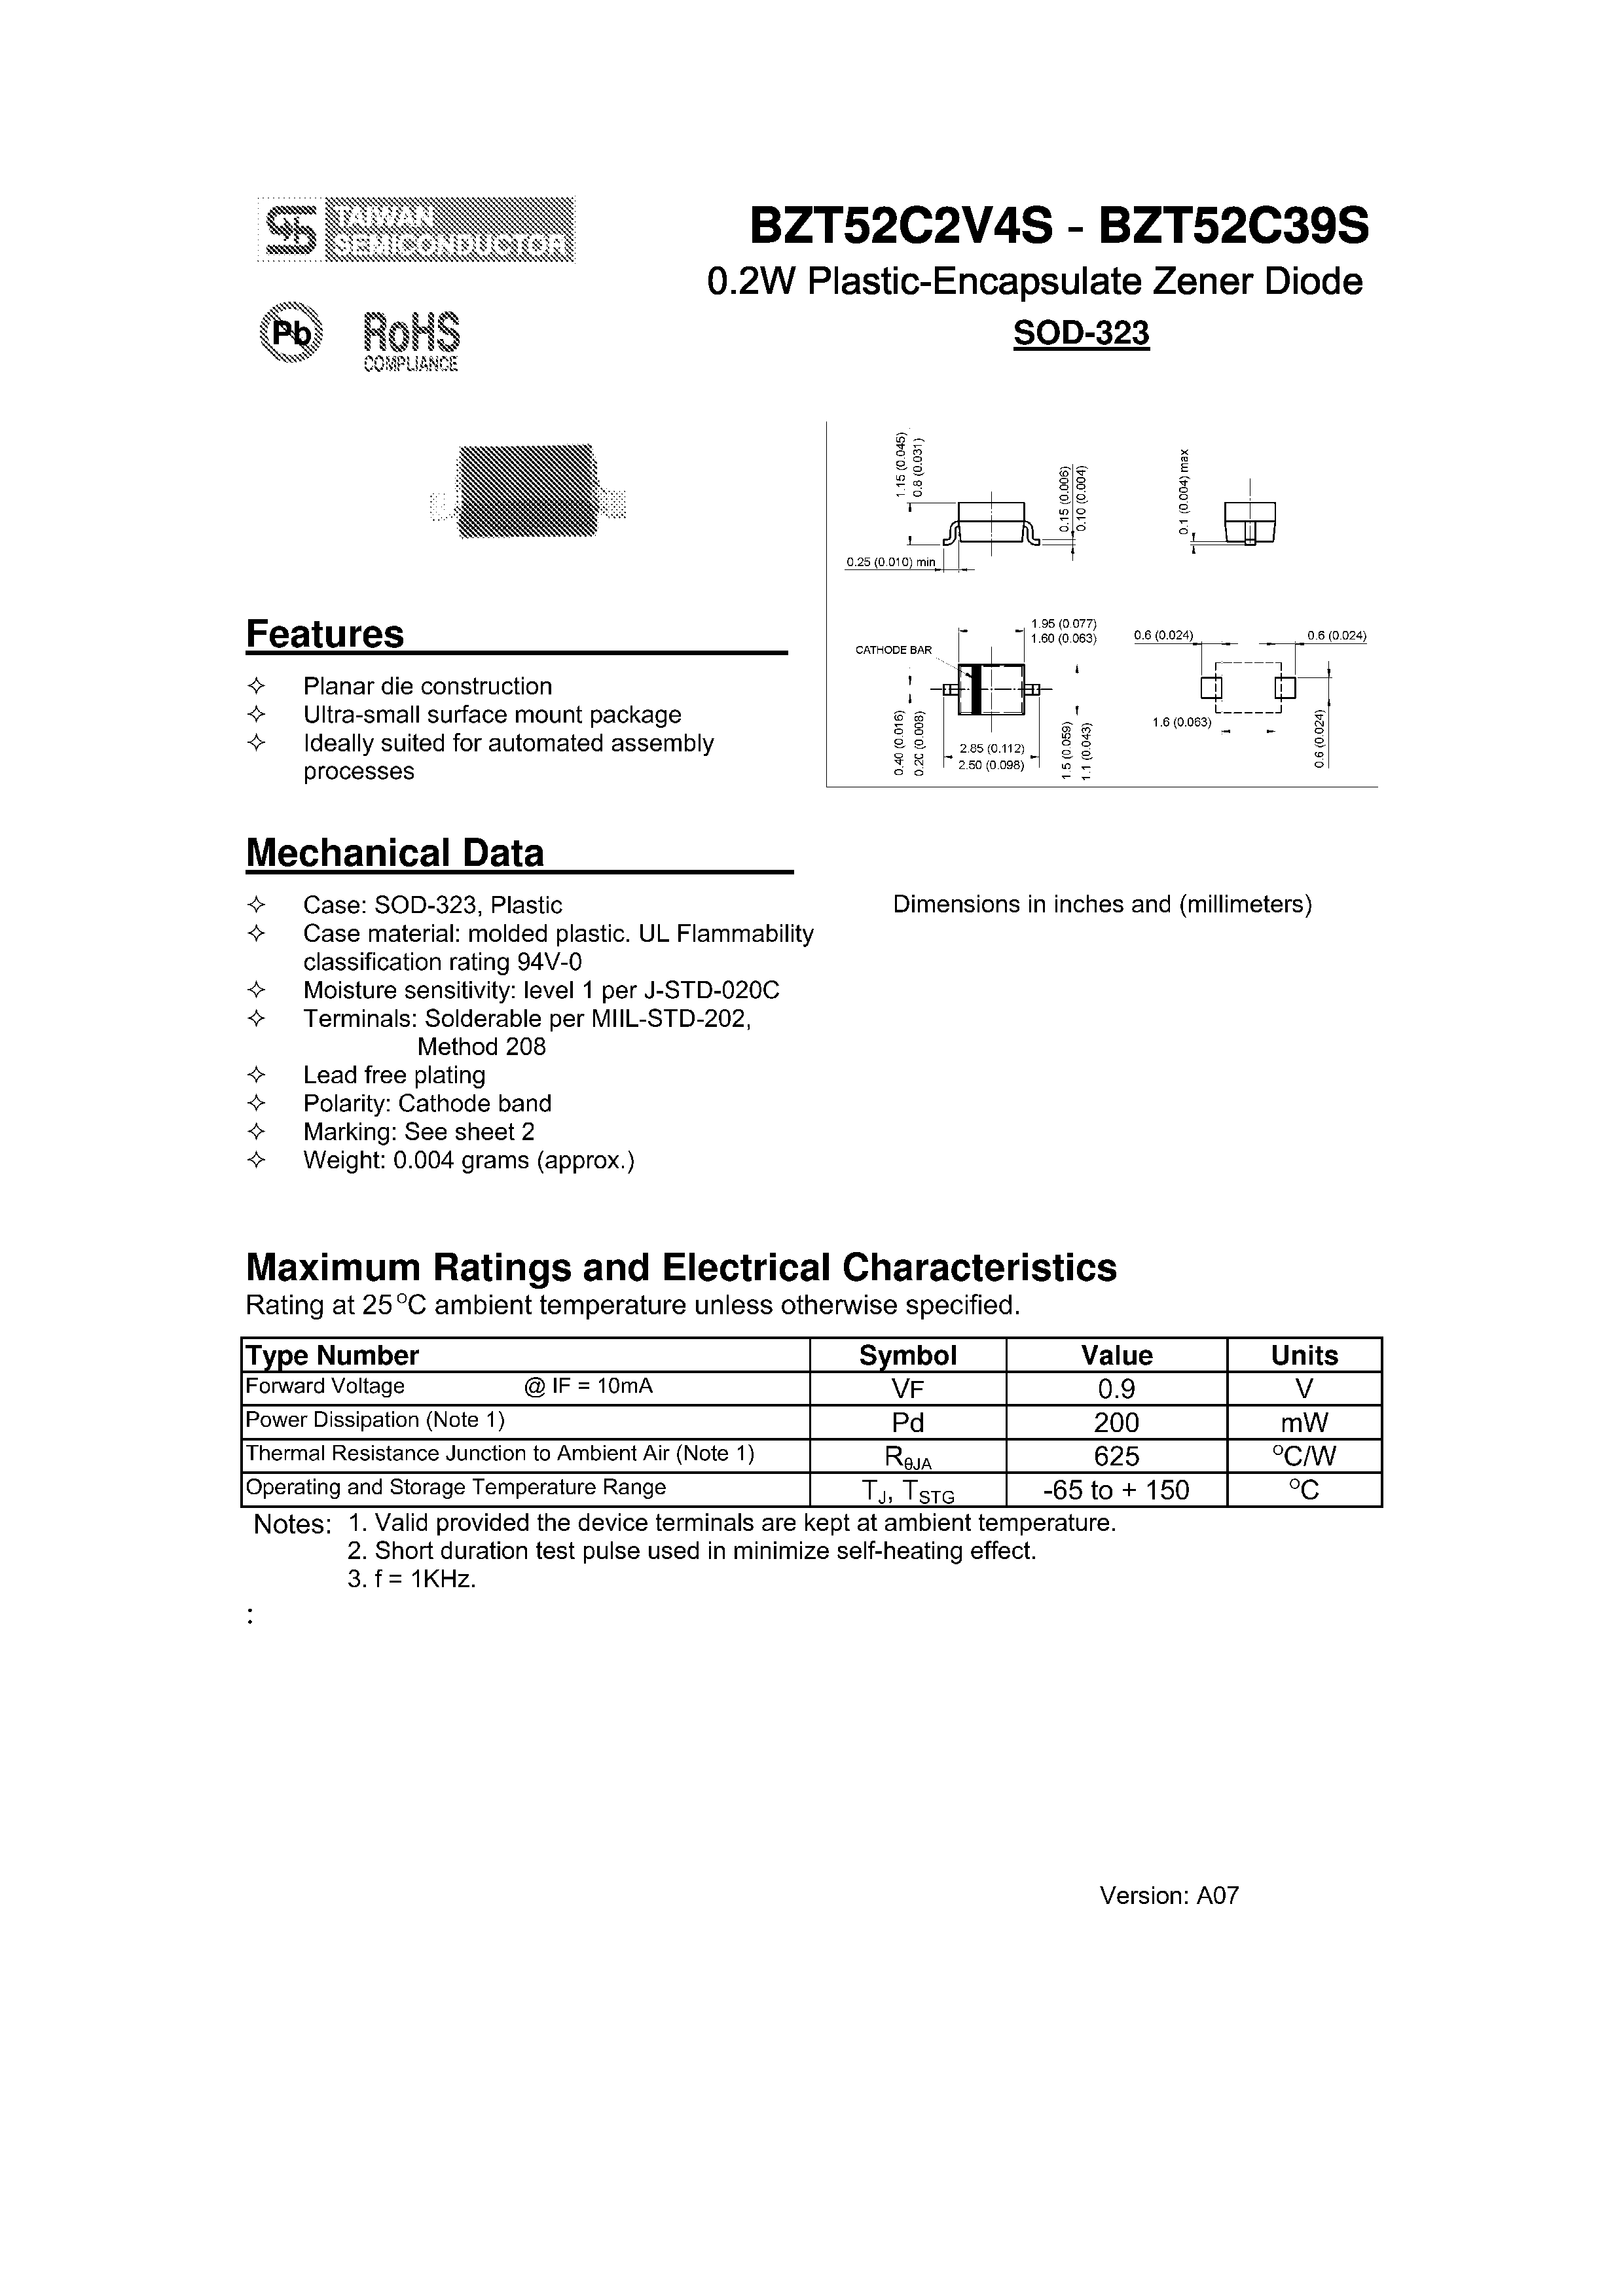 TAIWAN
SEMICONDUCTOR
BZT52C2V4S - BZT52C39S
0.2W Plastic-Encapsulate Zener Diode
SOD-323
Pb
RoHS
COMPLIANCE
1.15 (0.045)
0.8 (0.031)
0.15 (0.006)
0.10 (0.004)
0.1 (0.004) max
0.25 (0.010) min
1.95 (0.077)
1.60 (0.063)
CATHODE BAR
0.6 (0.024)
0.6 (0.024)
0.40 (0.016)
0.20 (0.008)
2.85 (0.112)
2.50 (0.098)
1.5 (0.059)
1.1 (0.043)
1.6 (0.063)
0.6 (0.024)
Features
Planar die construction
Ultra-small surface mount package
Ideally suited for automated assembly
processes
Mechanical Data
Case: SOD-323, Plastic
Case material: molded plastic. UL Flammability
classification rating 94V-0
Moisture sensitivity: level 1 per J-STD-020C
Terminals: Solderable per MIIL-STD-202,
Method 208
Lead free plating
Polarity: Cathode band
Marking: See sheet 2
Weight: 0.004 grams (approx.)
Dimensions in inches and (millimeters)
Maximum Ratings and Electrical Characteristics
Rating at 25°C ambient temperature unless otherwise specified.
Type Number Symbol Value Units
Forward Voltage @ IF = 10mA VF 0.9 V
Power Dissipation (Note 1) Pd 200 mW
Thermal Resistance Junction to Ambient Air (Note 1) RθJA 625 °C/W
Operating and Storage Temperature Range TJ, TSTG -65 to + 150 °C
Notes: 1. Valid provided the device terminals are kept at ambient temperature.
2. Short duration test pulse used in minimize self-heating effect.
3. f = 1KHz.
:
Version: A07